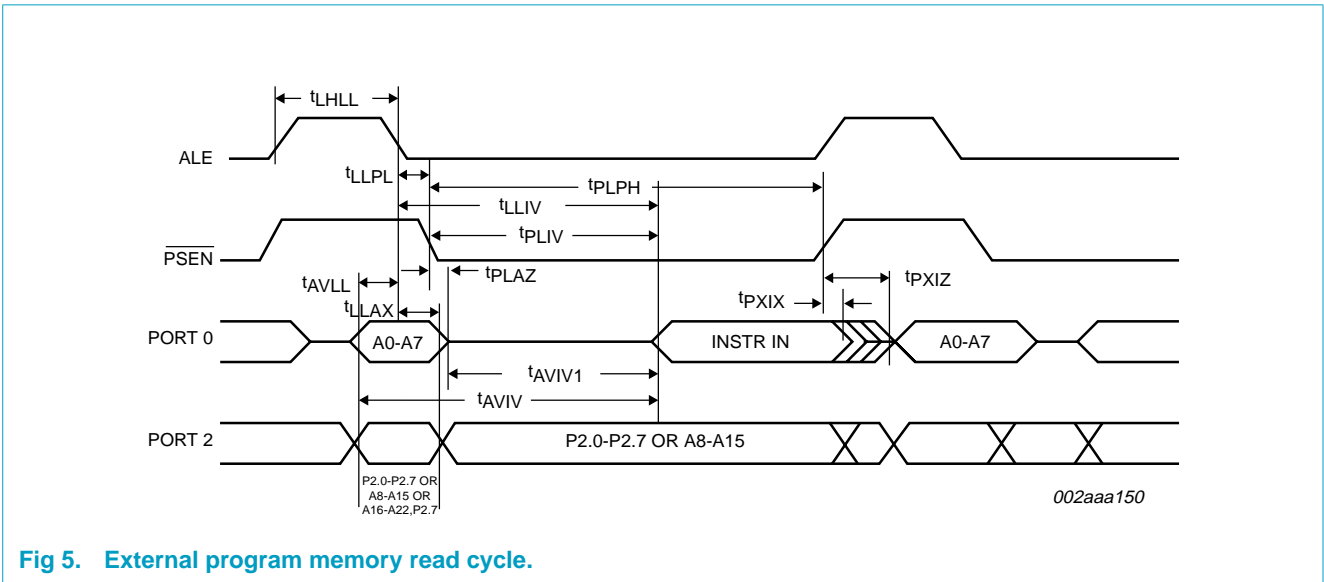 tLHLL
ALE
tLLPL
tPLPH
tLLIV
tPLIV
PSEN
tPLAZ
tAVLL
tPXIZ
tLLAX
tPXIX
PORT 0
A0-A7
INSTR IN
A0-A7
tAVIV1
tAVIV
PORT 2
P2.0-P2.7 OR A8-A15
P2.0-P2.7 OR
A8-A15 OR
A16-A22,P2.7
002aaa150
Fig 5. External program memory read cycle.